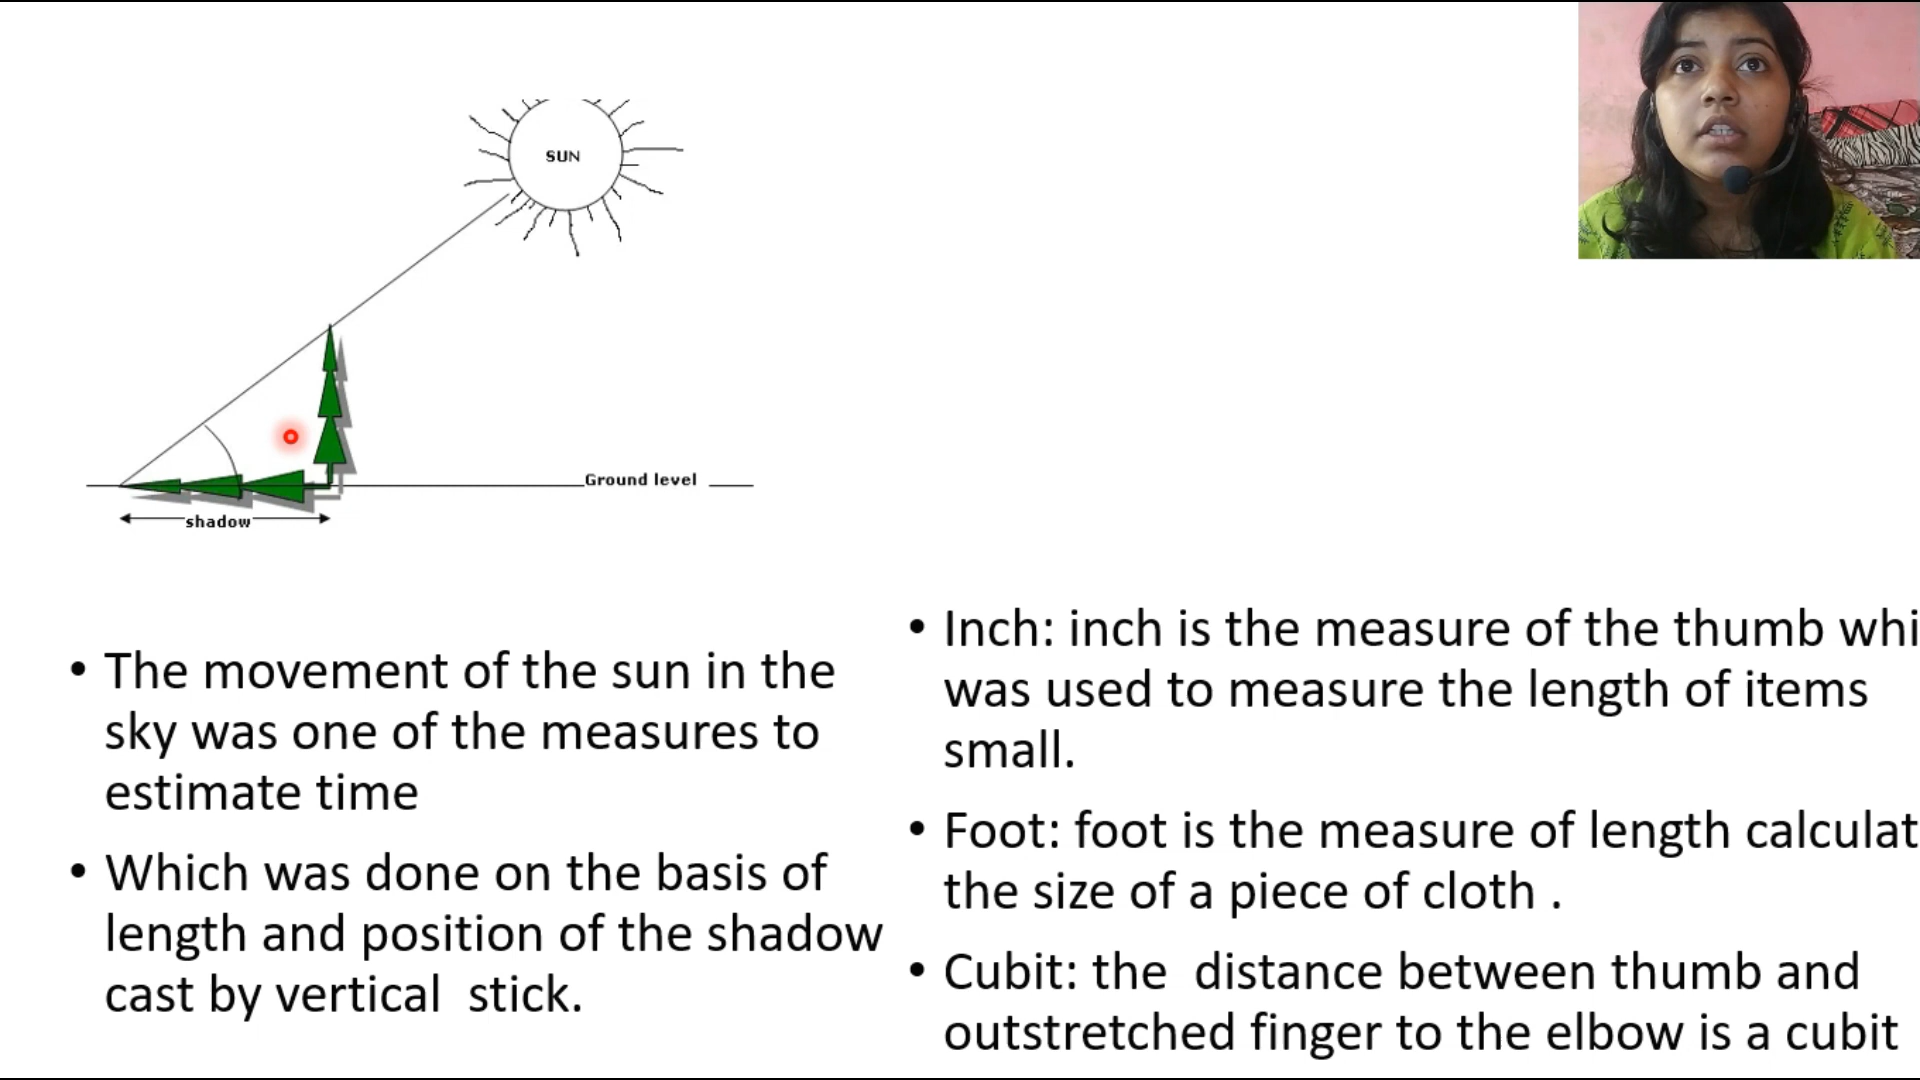 SUN
Ground level
shadow
• The movement of the sun in the
sky was one of the measures to
estimate time
• Which was done on the basis of
length and position of the shadow
cast by vertical stick.
• Inch: inch is the measure of the thumb whi
was used to measure the length of items
small.
• Foot: foot is the measure of length calculat
the size of a piece of cloth .
• Cubit: the distance between thumb and
outstretched finger to the elbow is a cubit